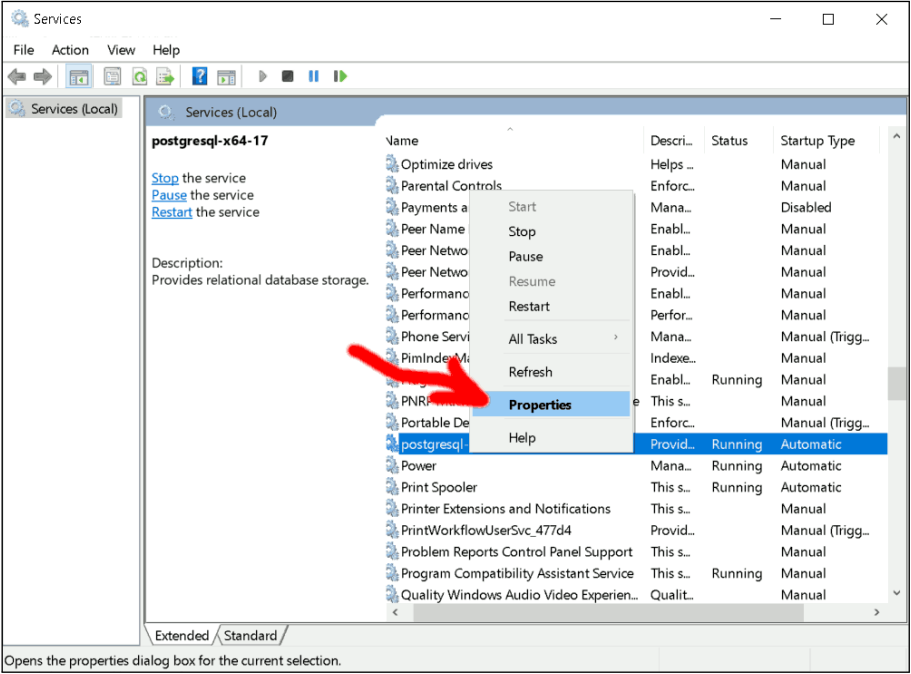 Services
File Action View Help
Services (Local)
Services (Local)
postgresql-x64-17
Stop the service
Pause the service
Restart the service
Description:
Provides relational database storage.
Name Descri... Status Startup Type
Optimize drives Helps ... Manual
Parental Controls Enforc... Manual
Payments a Mana... Disabled
Peer Name Enabl... Manual
Peer Netwo Enabl... Manual
Peer Netwo Provid... Manual
Performanc Enabl... Manual
Performanc Perfor... Manual
Phone Servi Mana... Manual (Trigg...
PimIndexMa Indexe... Manual
Enabl... Running Manual
PNRP e This s... Manual
Portable De Enforc... Manual
postgresql- Provid... Running Automatic
Power Mana... Running Automatic
Print Spooler This s... Running Automatic
Printer Extensions and Notifications This s... Manual
PrintWorkflowUserSvc_477d4 Provid... Manual (Trigg...
Problem Reports Control Panel Support This s... Manual
Program Compatibility Assistant Service This s... Running Manual
Quality Windows Audio Video Experien... Qualit... Manual
Start
Stop
Pause
Resume
Restart
All Tasks
Refresh
Properties
Help
Extended Standard
Opens the properties dialog box for the current selection.